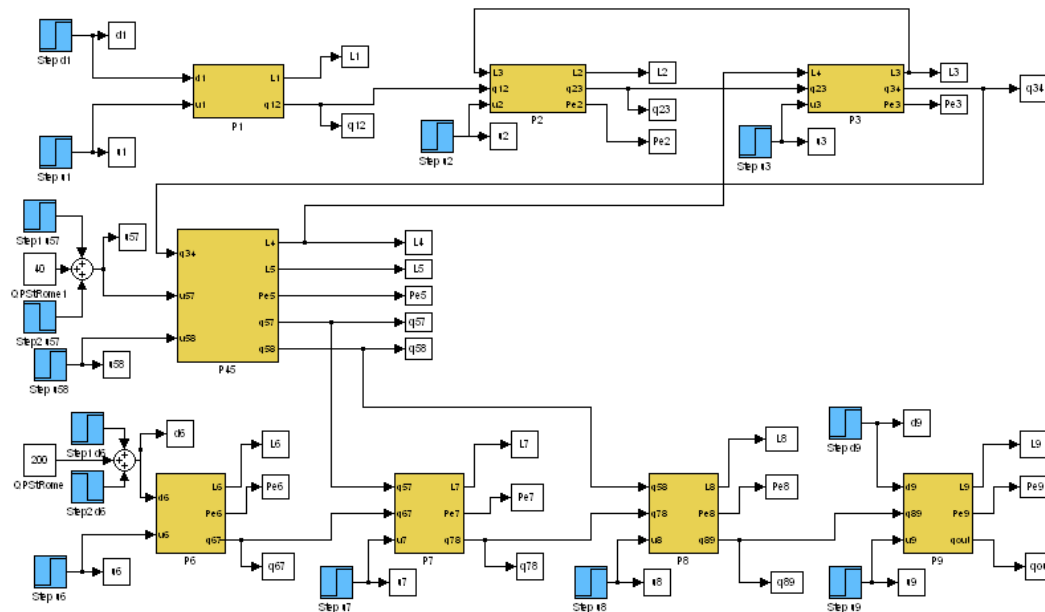 d1
Step d1
d1
u1
L1
q12
P1
L1
q12
Step u1
u1
L3
q12
u2
L2
q23
Pe2
P2
L2
q23
Pe2
Step u2
u2
L4
q23
u3
L3
q34
Pe3
P3
L3
Pe3
q34
Step u3
u3
Step1 u57
u57
40
QPStRome1
Step2 u57
Step u58
u58
q34
u57
u58
L4
L5
Pe5
q57
q58
P45
L4
L5
Pe5
q57
q58
Step1 d6
d6
200
QPStRome
Step2 d6
Step u6
u6
d6
u6
L6
Pe6
q67
P6
L6
Pe6
q67
q57
q67
u7
L7
Pe7
q78
P7
L7
Pe7
q78
Step u7
u7
q58
q78
u8
L8
Pe8
q89
P8
L8
Pe8
q89
Step u8
u8
Step d9
d9
d9
q89
u9
L9
Pe9
qout
P9
L9
Pe9
qou
Step u9
u9